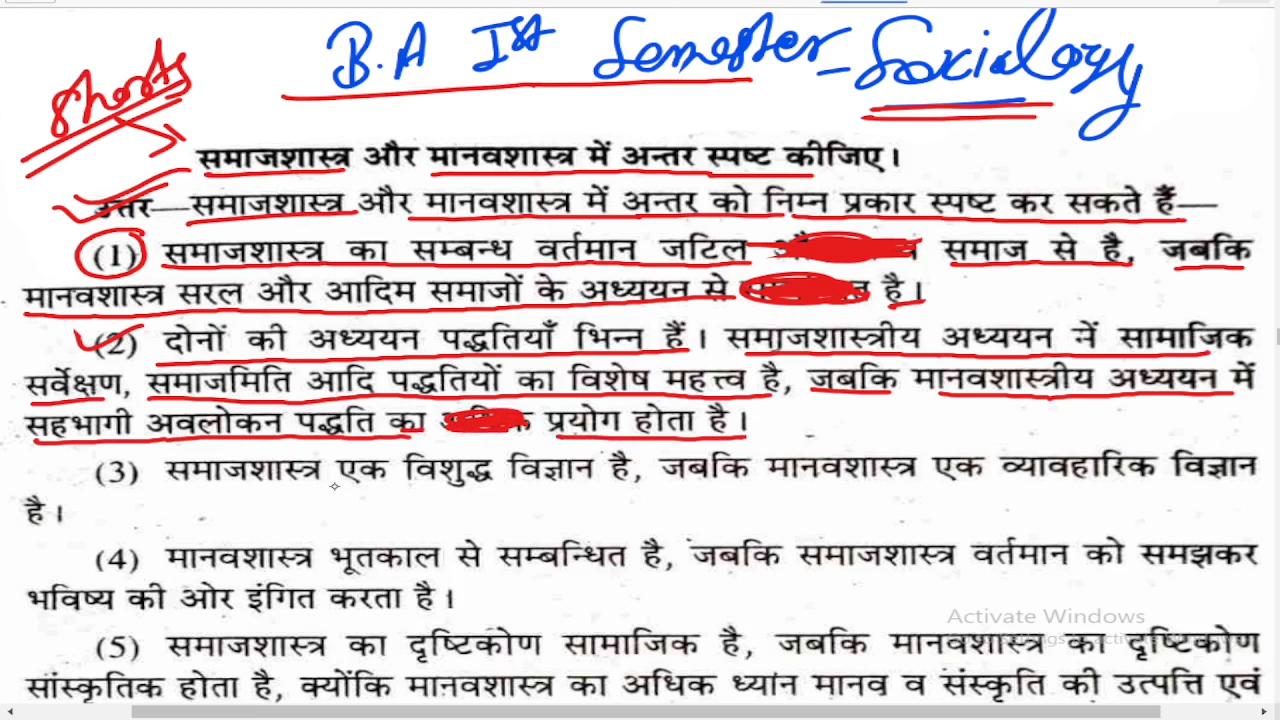 B.A Ist Semester - Sociology
Shorts
समाजशास्त्र और मानवशास्त्र में अन्तर स्पष्ट कीजिए।
उत्तर—समाजशास्त्र और मानवशास्त्र में अन्तर को निम्न प्रकार स्पष्ट कर सकते हैं—
(1) समाजशास्त्र का सम्बन्ध वर्तमान जटिल समाज से है, जबकि
मानवशास्त्र सरल और आदिम समाजों के अध्ययन से है।
(2) दोनों की अध्ययन पद्धतियाँ भिन्न हैं। समाजशास्त्रीय अध्ययन में सामाजिक
सर्वेक्षण, समाजमिति आदि पद्धतियों का विशेष महत्त्व है, जबकि मानवशास्त्रीय अध्ययन में
सहभागी अवलोकन पद्धति का प्रयोग होता है।
(3) समाजशास्त्र एक विशुद्ध विज्ञान है, जबकि मानवशास्त्र एक व्यावहारिक विज्ञान
है।
(4) मानवशास्त्र भूतकाल से सम्बन्धित है, जबकि समाजशास्त्र वर्तमान को समझकर
भविष्य की ओर इंगित करता है।
Activate Windows
(5) समाजशास्त्र का दृष्टिकोण सामाजिक है, जबकि मानवशास्त्र का दृष्टिकोण
सांस्कृतिक होता है, क्योंकि मानवशास्त्र का अधिक ध्यान मानव व संस्कृति की उत्पत्ति एवं